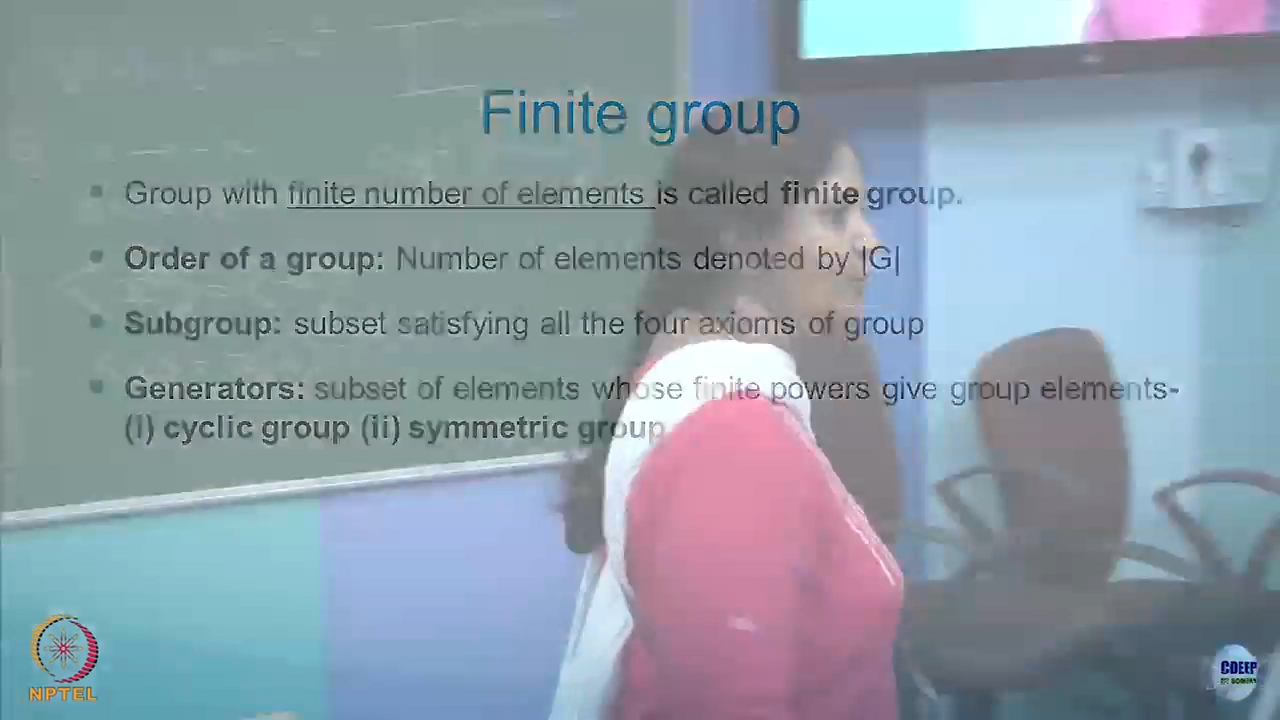 Finite group
Group with finite number of elements is called finite group.
Order of a group: Number of elements denoted by |G|
Subgroup: subset satisfying all the four axioms of group
Generators: subset of elements whose finite powers give group elements-
(i) cyclic group (ii) symmetric group
NPTEL
CDEEP
IIT BOMBAY